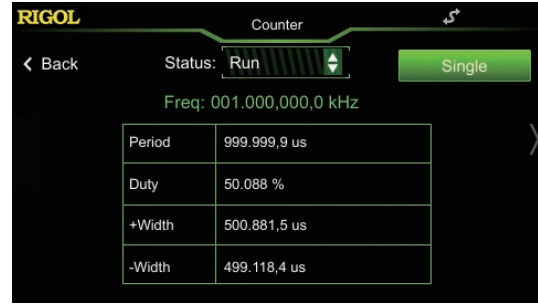 RIGOL Counter
Back Status: Run Single
Freq: 001.000,000,0 kHz
Period 999.999,9 us
Duty 50.088 %
+Width 500.881,5 us
-Width 499.118,4 us